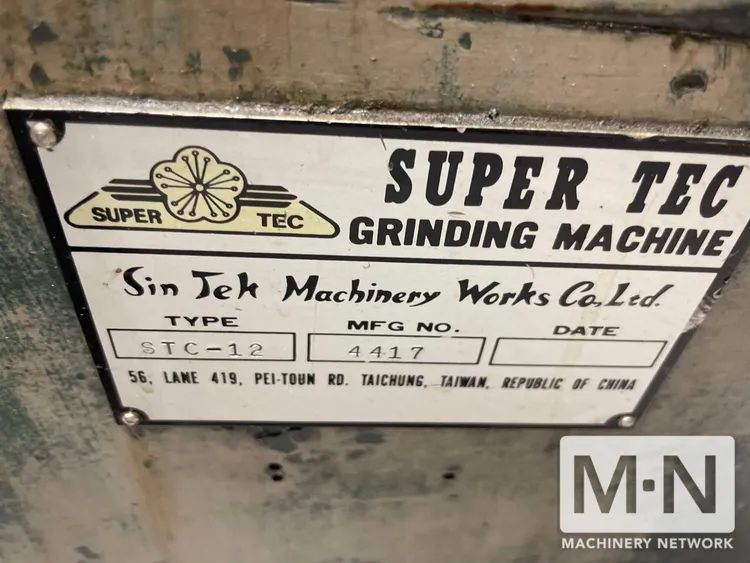 SUPER TEC
SUPER TEC
GRINDING MACHINE
Sin Tek Machinery Works Co., Ltd.
TYPE MFG NO. DATE
STC-12 4417
56, LANE 419, PEI-TOUN RD. TAICHUNG, TAIWAN, REPUBLIC OF CHINA
M·N
MACHINERY NETWORK